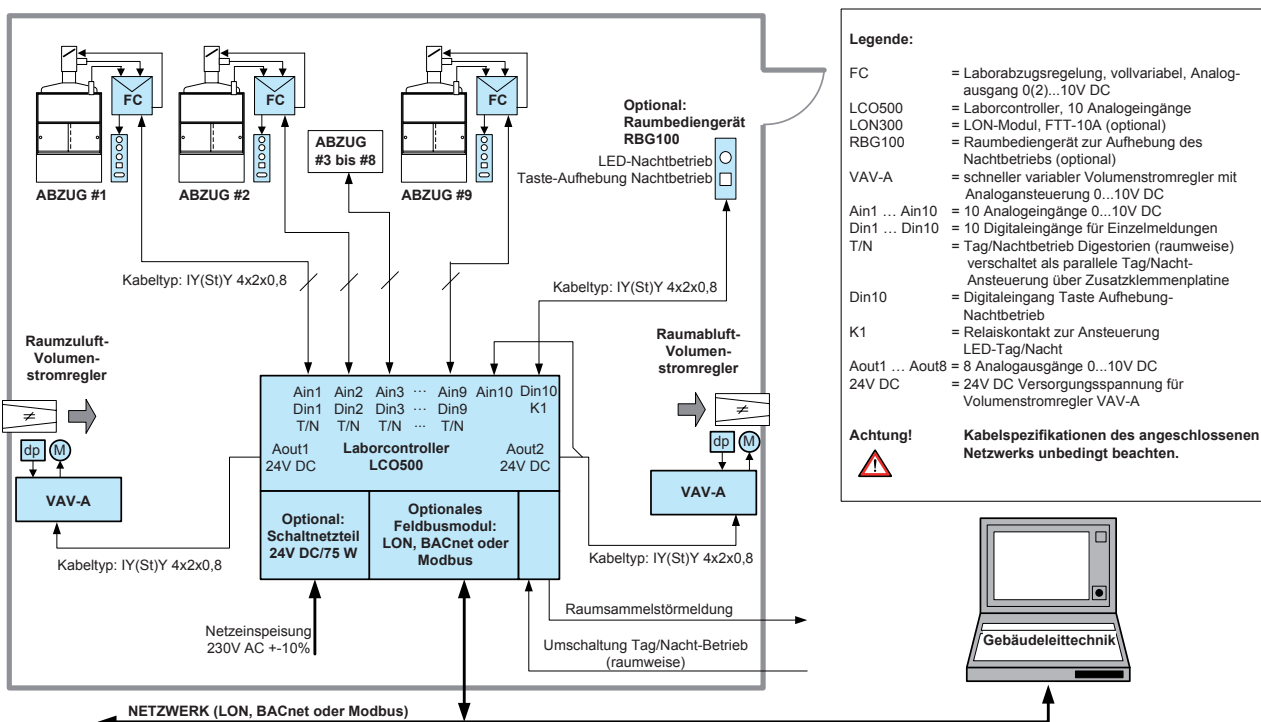 FC
FC
FC
ABZUG #1
ABZUG #2
ABZUG
#3 bis #8
ABZUG #9
Optional:
Raumbediengerät
RBG100
LED-Nachtbetrieb
Taste-Aufhebung Nachtbetrieb
Kabeltyp: IY(St)Y 4x2x0,8
Kabeltyp: IY(St)Y 4x2x0,8
Raumzuluft-
Volumen-
stromregler
Raumabluft-
Volumen-
stromregler
≠
≠
dp
M
VAV-A
dp
M
VAV-A
Ain1 Ain2 Ain3 ··· Ain9 Ain10 Din10
Din1 Din2 Din3 ··· Din9 K1
T/N T/N T/N ... T/N
Aout1
24V DC
Laborcontroller
LCO500
Aout2
24V DC
Optional:
Schaltnetzteil
24V DC/75 W
Optionales
Feldbusmodul:
LON, BACnet oder
Modbus
Kabeltyp: IY(St)Y 4x2x0,8
Kabeltyp: IY(St)Y 4x2x0,8
Netzeinspeisung
230V AC +-10%
Raumsammelstörmeldung
Umschaltung Tag/Nacht-Betrieb
(raumweise)
NETZWERK (LON, BACnet oder Modbus)
Legende:
FC = Laborabzugsregelung, vollvariabel, Analog-
ausgang 0(2)...10V DC
LCO500 = Laborcontroller, 10 Analogeingänge
LON300 = LON-Modul, FTT-10A (optional)
RBG100 = Raumbediengerät zur Aufhebung des
Nachtbetriebs (optional)
VAV-A = schneller variabler Volumenstromregler mit
Analogansteuerung 0...10V DC
Ain1 … Ain10 = 10 Analogeingänge 0...10V DC
Din1 … Din10 = 10 Digitaleingänge für Einzelmeldungen
T/N = Tag/Nachtbetrieb Digestorien (raumweise)
verschaltet als parallele Tag/Nacht-
Ansteuerung über Zusatzklemmenplatine
Din10 = Digitaleingang Taste Aufhebung-
Nachtbetrieb
K1 = Relaiskontakt zur Ansteuerung
LED-Tag/Nacht
Aout1 … Aout8 = 8 Analogausgänge 0...10V DC
24V DC = 24V DC Versorgungsspannung für
Volumenstromregler VAV-A
Achtung! Kabelspezifikationen des angeschlossenen
Netzwerks unbedingt beachten.
Gebäudeleittechnik